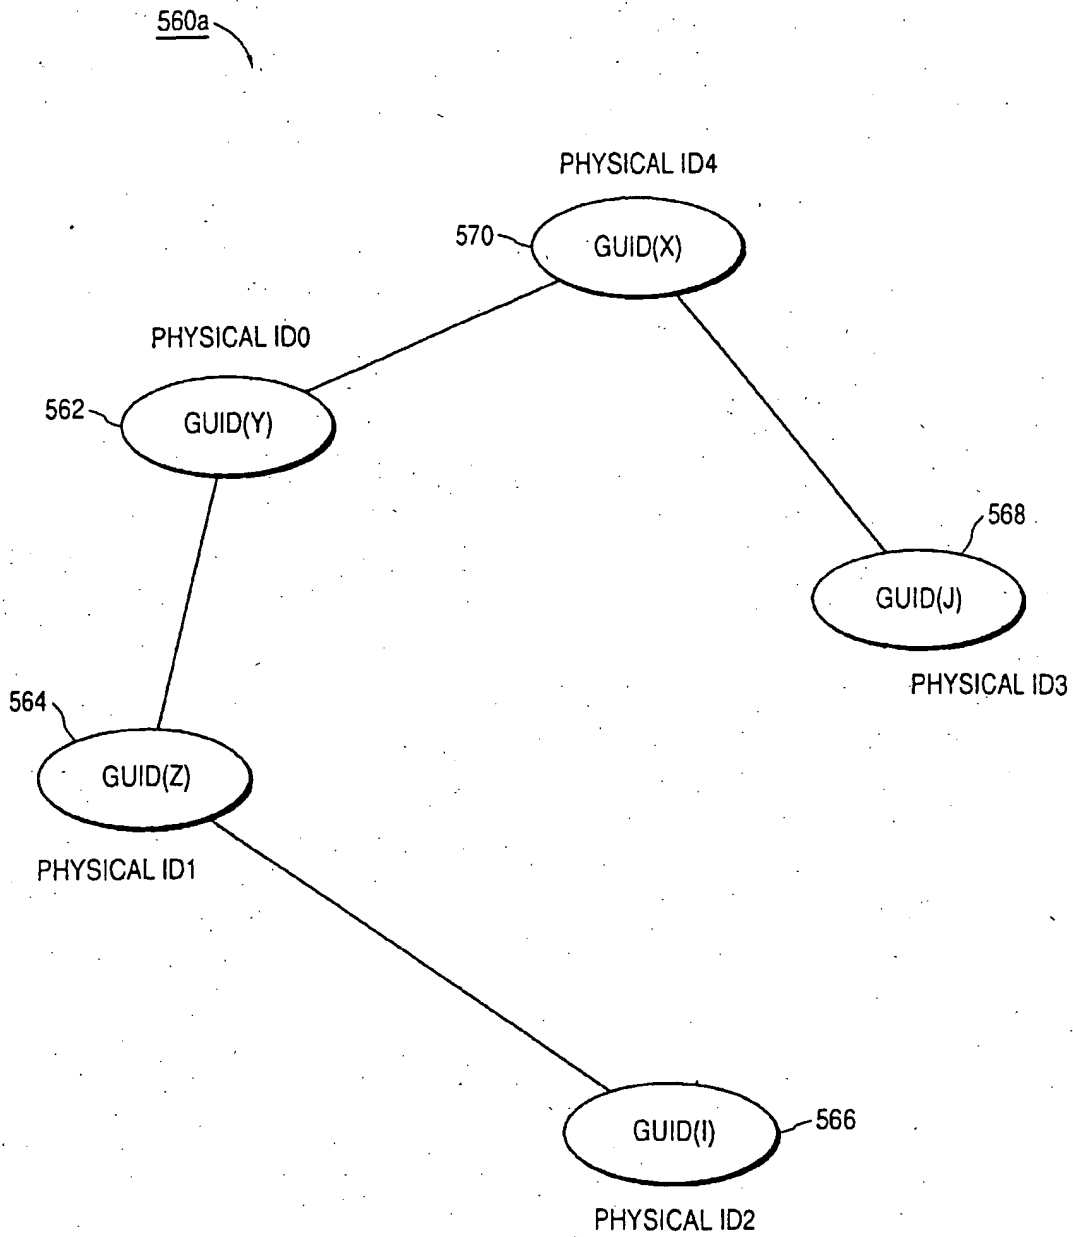 560a
PHYSICAL ID4
570
GUID(X)
PHYSICAL ID0
562
GUID(Y)
568
GUID(J)
PHYSICAL ID3
564
GUID(Z)
PHYSICAL ID1
GUID(I)
566
PHYSICAL ID2